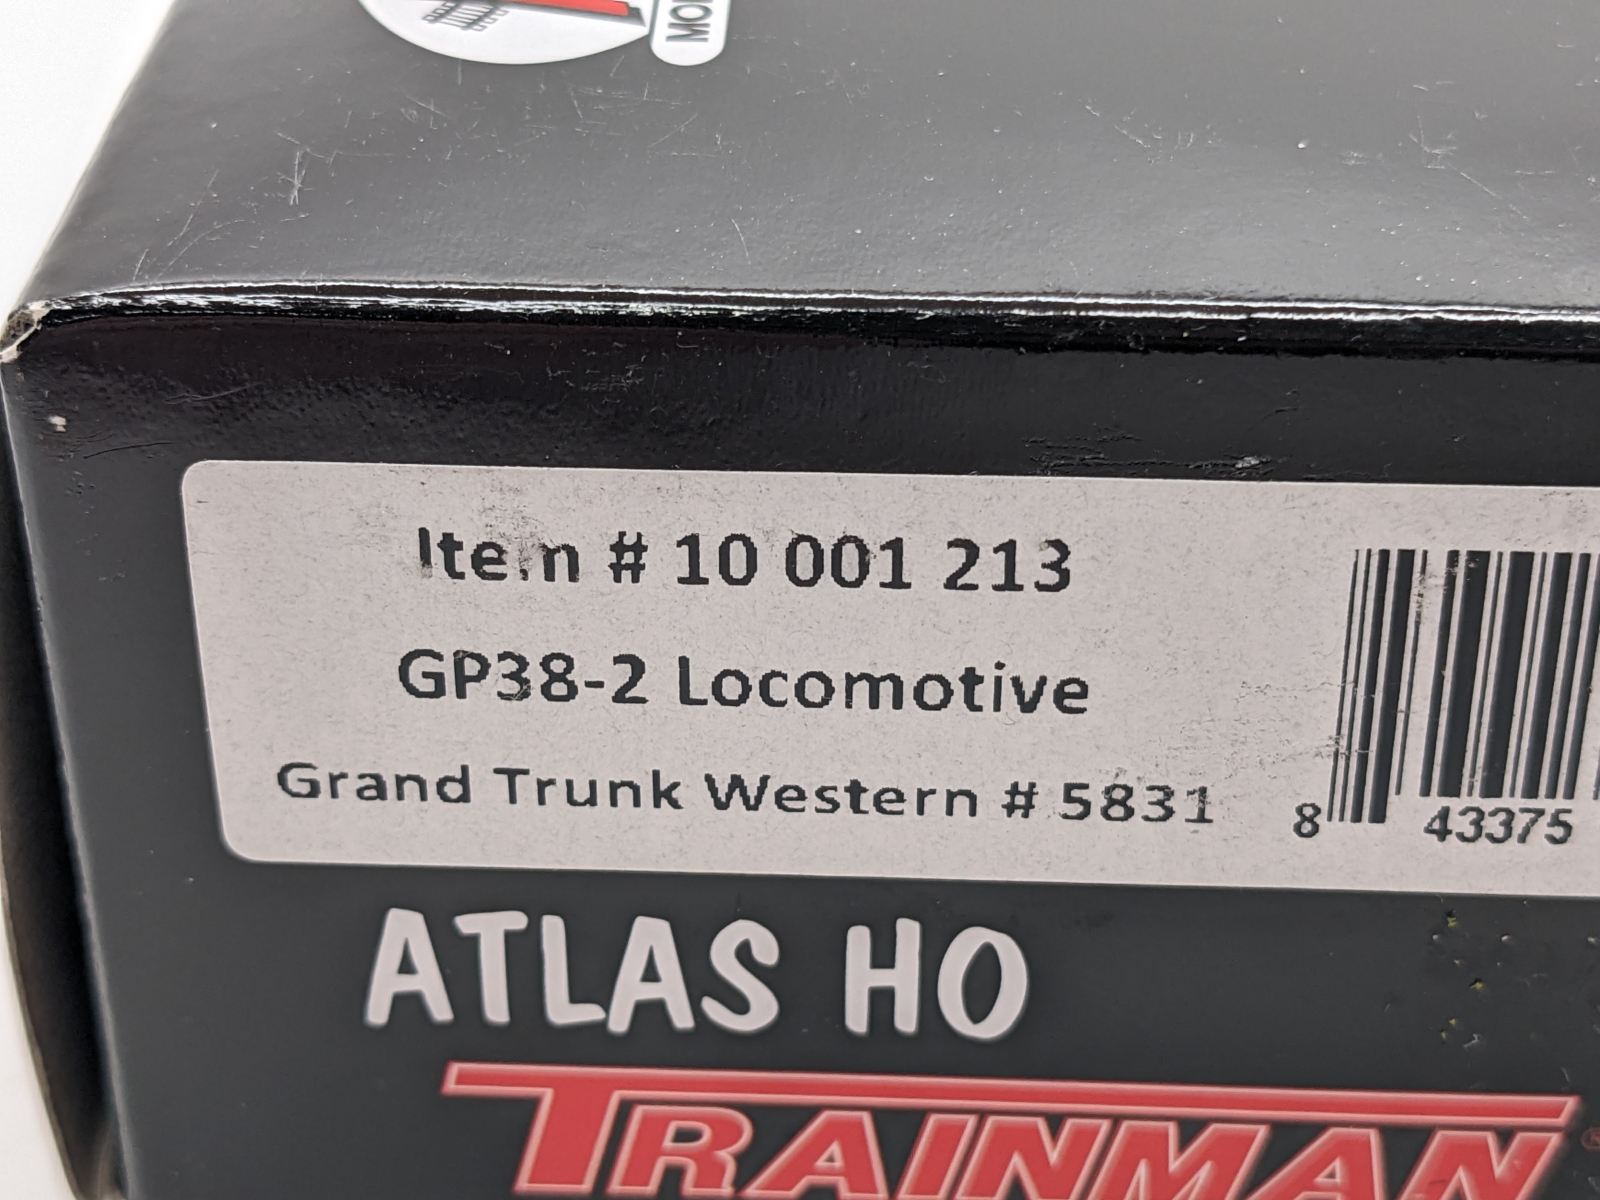 Item # 10 001 213
GP38-2 Locomotive
Grand Trunk Western # 5831
8 43375
ATLAS HO
TRAINMAN